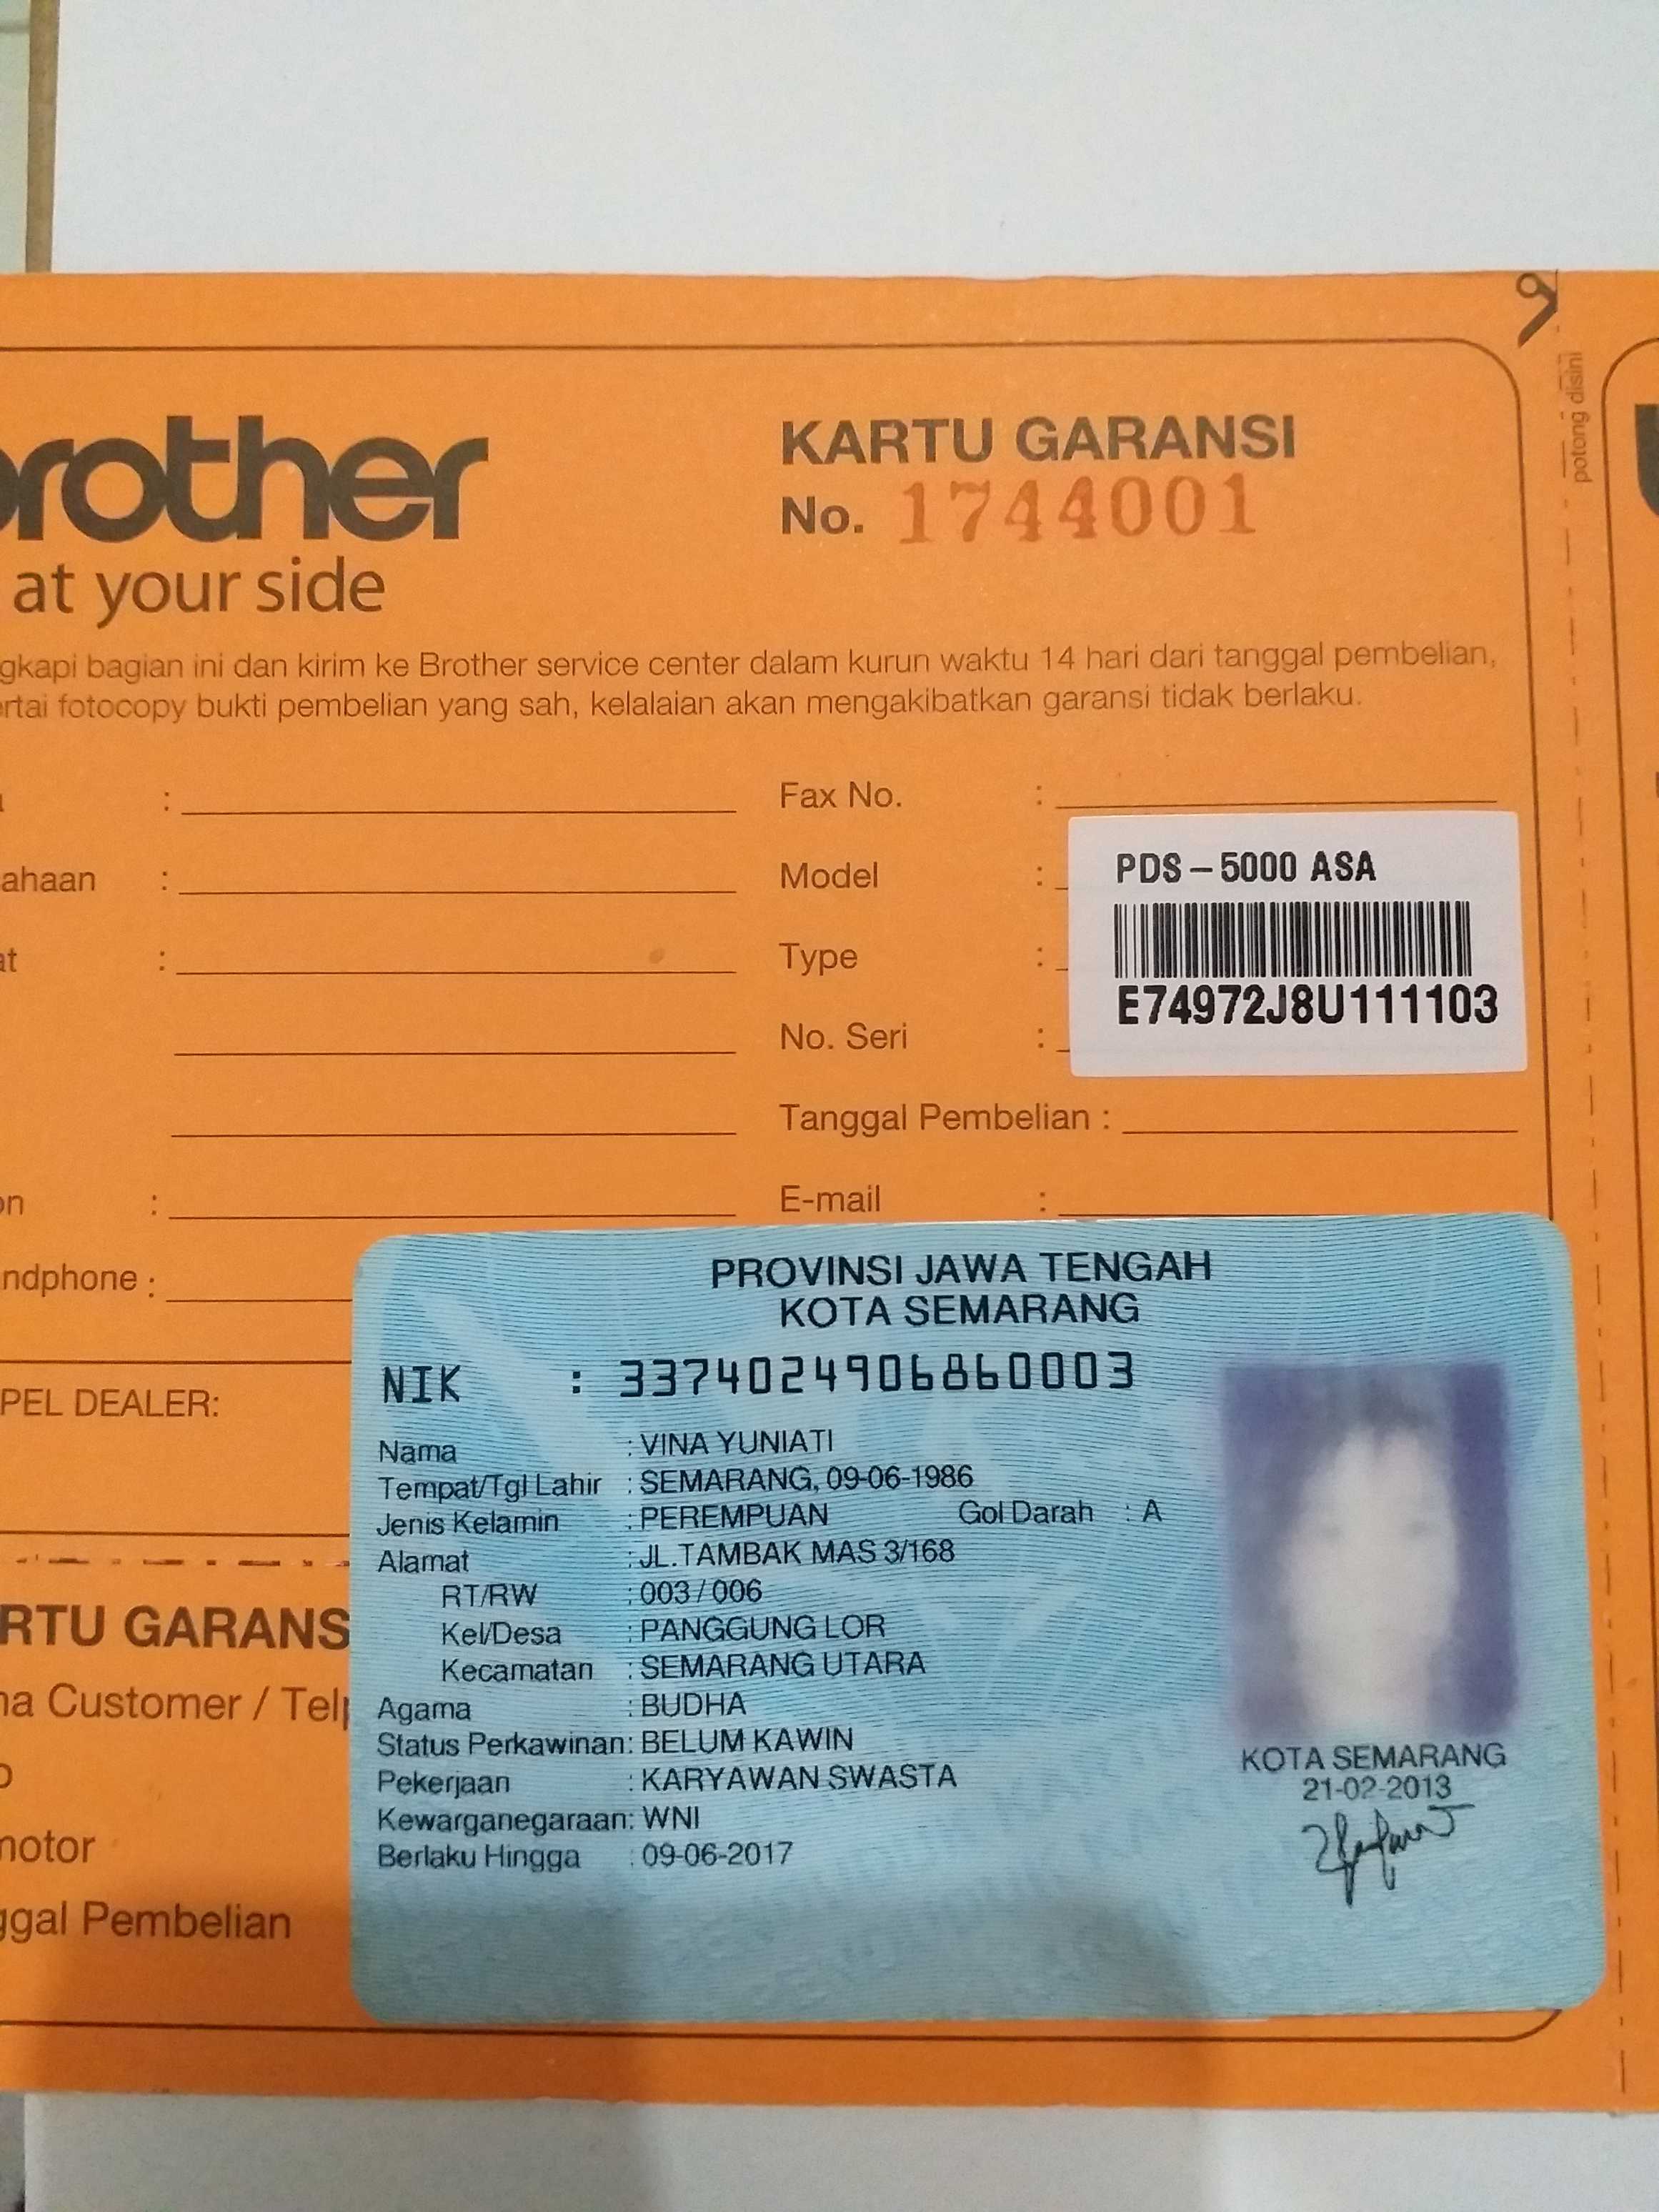 brother
at your side
KARTU GARANSI
No. 1744001
potong disini
gkapi bagian ini dan kirim ke Brother service center dalam kurun waktu 14 hari dari tanggal pembelian,
rtai fotocopy bukti pembelian yang sah, kelalaian akan mengakibatkan garansi tidak berlaku.
: Fax No. :
ahaan : Model :
at : Type :
No. Seri :
PDS - 5000 ASA
E74972J8U111103
Tanggal Pembelian :
on : E-mail :
ndphone :
PEL DEALER:
RTU GARANS
na Customer / Telp
o
motor
ggal Pembelian
PROVINSI JAWA TENGAH
KOTA SEMARANG
NIK : 3374024906860003
Nama : VINA YUNIATI
Tempat/Tgl Lahir : SEMARANG, 09-06-1986
Jenis Kelamin : PEREMPUAN Gol Darah : A
Alamat : JL.TAMBAK MAS 3/168
RT/RW : 003 / 006
Kel/Desa : PANGGUNG LOR
Kecamatan : SEMARANG UTARA
Agama : BUDHA
Status Perkawinan: BELUM KAWIN
Pekerjaan : KARYAWAN SWASTA
Kewarganegaraan: WNI
Berlaku Hingga : 09-06-2017
KOTA SEMARANG
21-02-2013